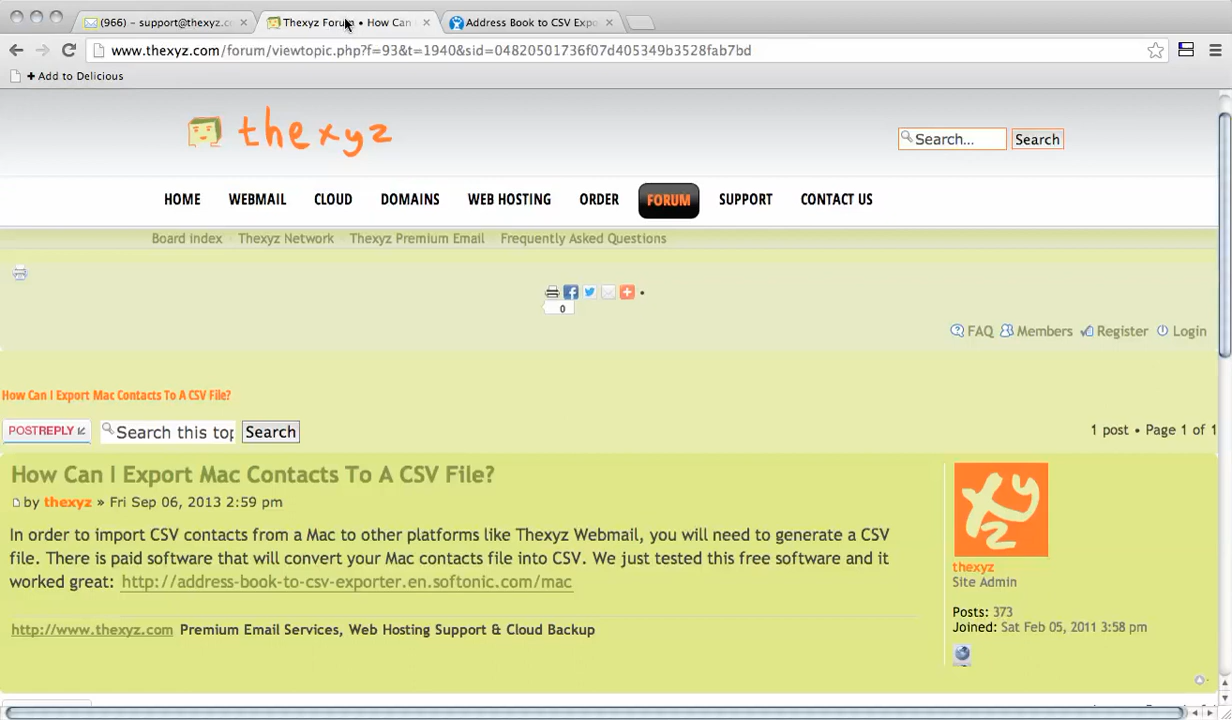 (966) – support@thexyz.c
Thexyz Forum • How Can
Address Book to CSV Expo
www.thexyz.com/forum/viewtopic.php?f=93&t=1940&sid=04820501736f07d405349b3528fab7bd
+ Add to Delicious
thexyz
Search...
Search
HOME
WEBMAIL
CLOUD
DOMAINS
WEB HOSTING
ORDER
FORUM
SUPPORT
CONTACT US
Board index
Thexyz Network
Thexyz Premium Email
Frequently Asked Questions
0
FAQ
Members
Register
Login
How Can I Export Mac Contacts To A CSV File?
POSTREPLY
Search this top
Search
1 post • Page 1 of 1
How Can I Export Mac Contacts To A CSV File?
by thexyz » Fri Sep 06, 2013 2:59 pm
In order to import CSV contacts from a Mac to other platforms like Thexyz Webmail, you will need to generate a CSV
file. There is paid software that will convert your Mac contacts file into CSV. We just tested this free software and it
worked great: http://address-book-to-csv-exporter.en.softonic.com/mac
http://www.thexyz.com Premium Email Services, Web Hosting Support & Cloud Backup
xyz
thexyz
Site Admin
Posts: 373
Joined: Sat Feb 05, 2011 3:58 pm